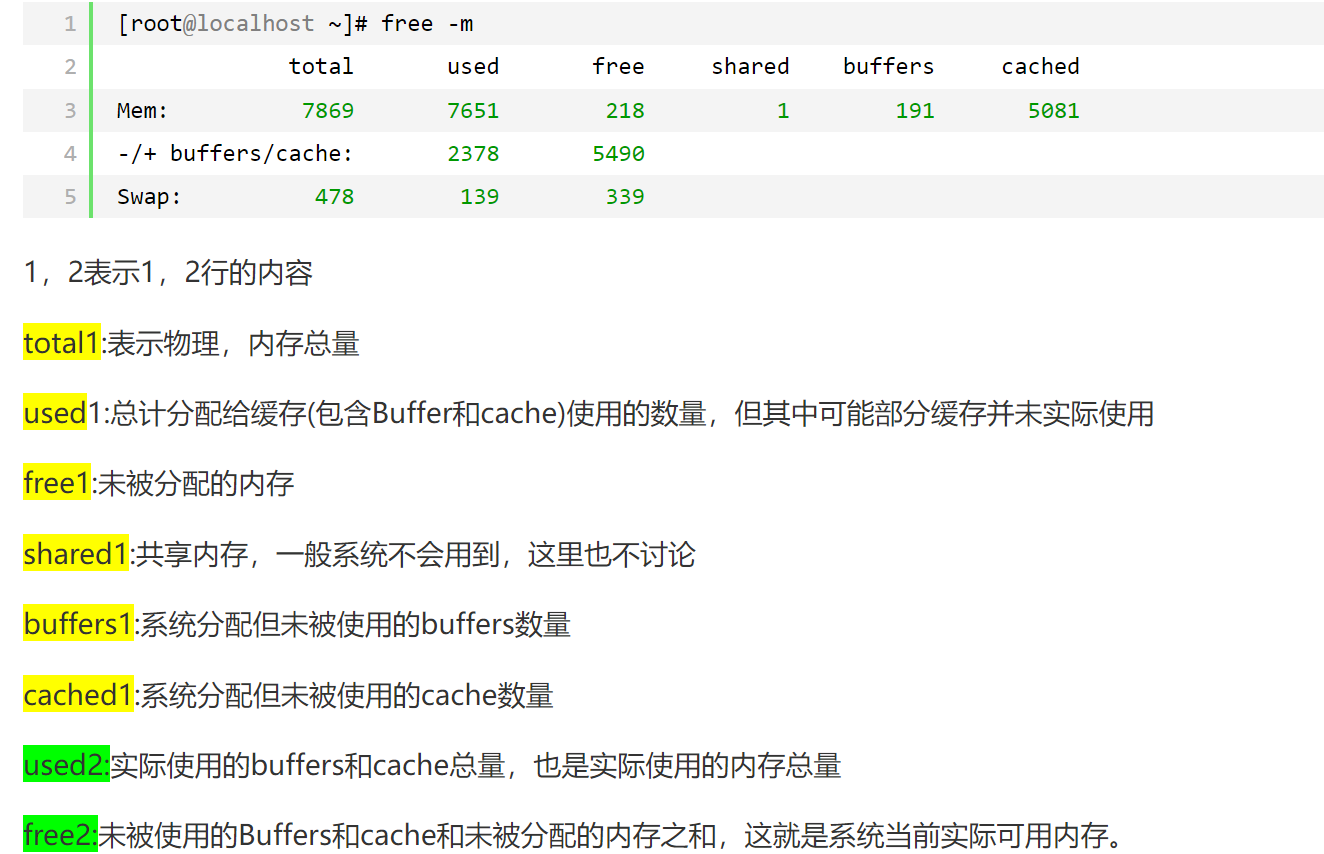 1 [root@localhost ~]# free -m
2 total used free shared buffers cached
3 Mem: 7869 7651 218 1 191 5081
4 -/+ buffers/cache: 2378 5490
5 Swap: 478 139 339
1，2表示1，2行的内容
total1:表示物理，内存总量
used1:总计分配给缓存(包含Buffer和cache)使用的数量，但其中可能部分缓存并未实际使用
free1:未被分配的内存
shared1:共享内存，一般系统不会用到，这里也不讨论
buffers1:系统分配但未被使用的buffers数量
cached1:系统分配但未被使用的cache数量
used2:实际使用的buffers和cache总量，也是实际使用的内存总量
free2:未被使用的Buffers和cache和未被分配的内存之和，这就是系统当前实际可用内存。